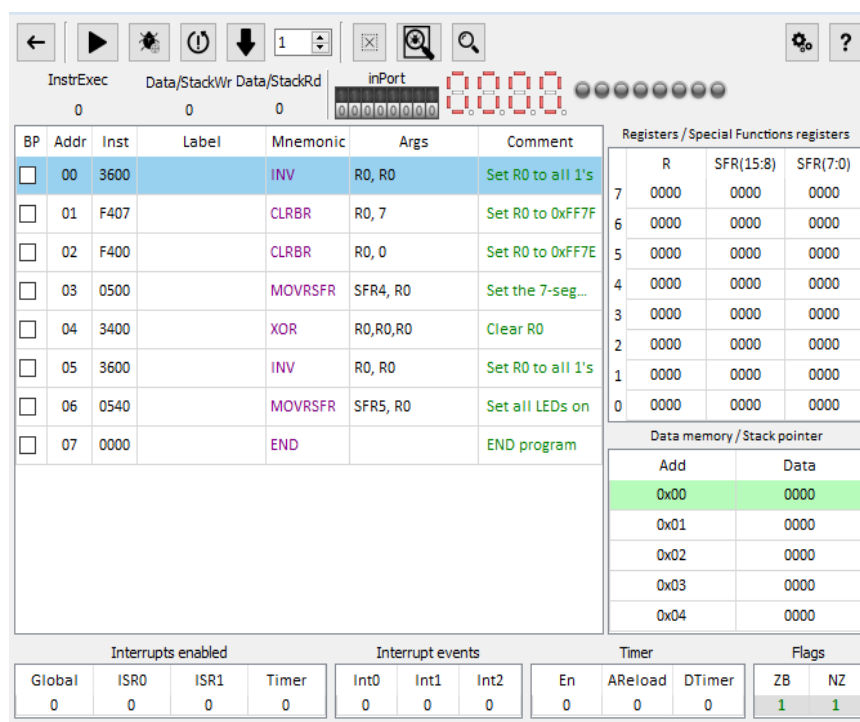 1
InstrExec Data/StackWr Data/StackRd inPort
0 0 0 00000000 8.8.8.8.
BP Addr Inst Label Mnemonic Args Comment
00 3600 INV R0, R0 Set R0 to all 1's
01 F407 CLRBR R0, 7 Set R0 to 0xFF7F
02 F400 CLRBR R0, 0 Set R0 to 0xFF7E
03 0500 MOVRSFR SFR4, R0 Set the 7-seg...
04 3400 XOR R0,R0,R0 Clear R0
05 3600 INV R0, R0 Set R0 to all 1's
06 0540 MOVRSFR SFR5, R0 Set all LEDs on
07 0000 END END program
?
Registers / Special Functions registers
R SFR(15:8) SFR(7:0)
7 0000 0000 0000
6 0000 0000 0000
5 0000 0000 0000
4 0000 0000 0000
3 0000 0000 0000
2 0000 0000 0000
1 0000 0000 0000
0 0000 0000 0000
Data memory / Stack pointer
Add Data
0x00 0000
0x01 0000
0x02 0000
0x03 0000
0x04 0000
Interrupts enabled Interrupt events Timer Flags
Global ISR0 ISR1 Timer Int0 Int1 Int2 En AReload DTimer ZB NZ
0 0 0 0 0 0 0 0 0 0 1 1